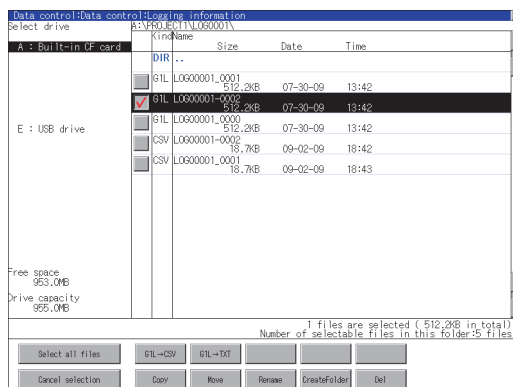 Data control:Data control:Logging information
Select drive
A:\PROJECT1\LOG0001\
Kind Name
Size Date Time
A : Built-in CF card
DIR ..
G1L LOG00001_0001
512.2KB 07-30-09 13:42
G1L LOG00001-0002
512.2KB 07-30-09 13:42
G1L LOG00001_0000
512.2KB 07-30-09 13:42
E : USB drive
CSV LOG00001-0002
18.7KB 09-02-09 18:42
CSV LOG00001_0001
18.7KB 09-02-09 18:43
Free space
953.0MB
Drive capacity
955.0MB
1 files are selected ( 512.2KB in total)
Number of selectable files in this folder:5 files
Select all files G1L→CSV G1L→TXT
Cancel selection Copy Move Rename CreateFolder Del